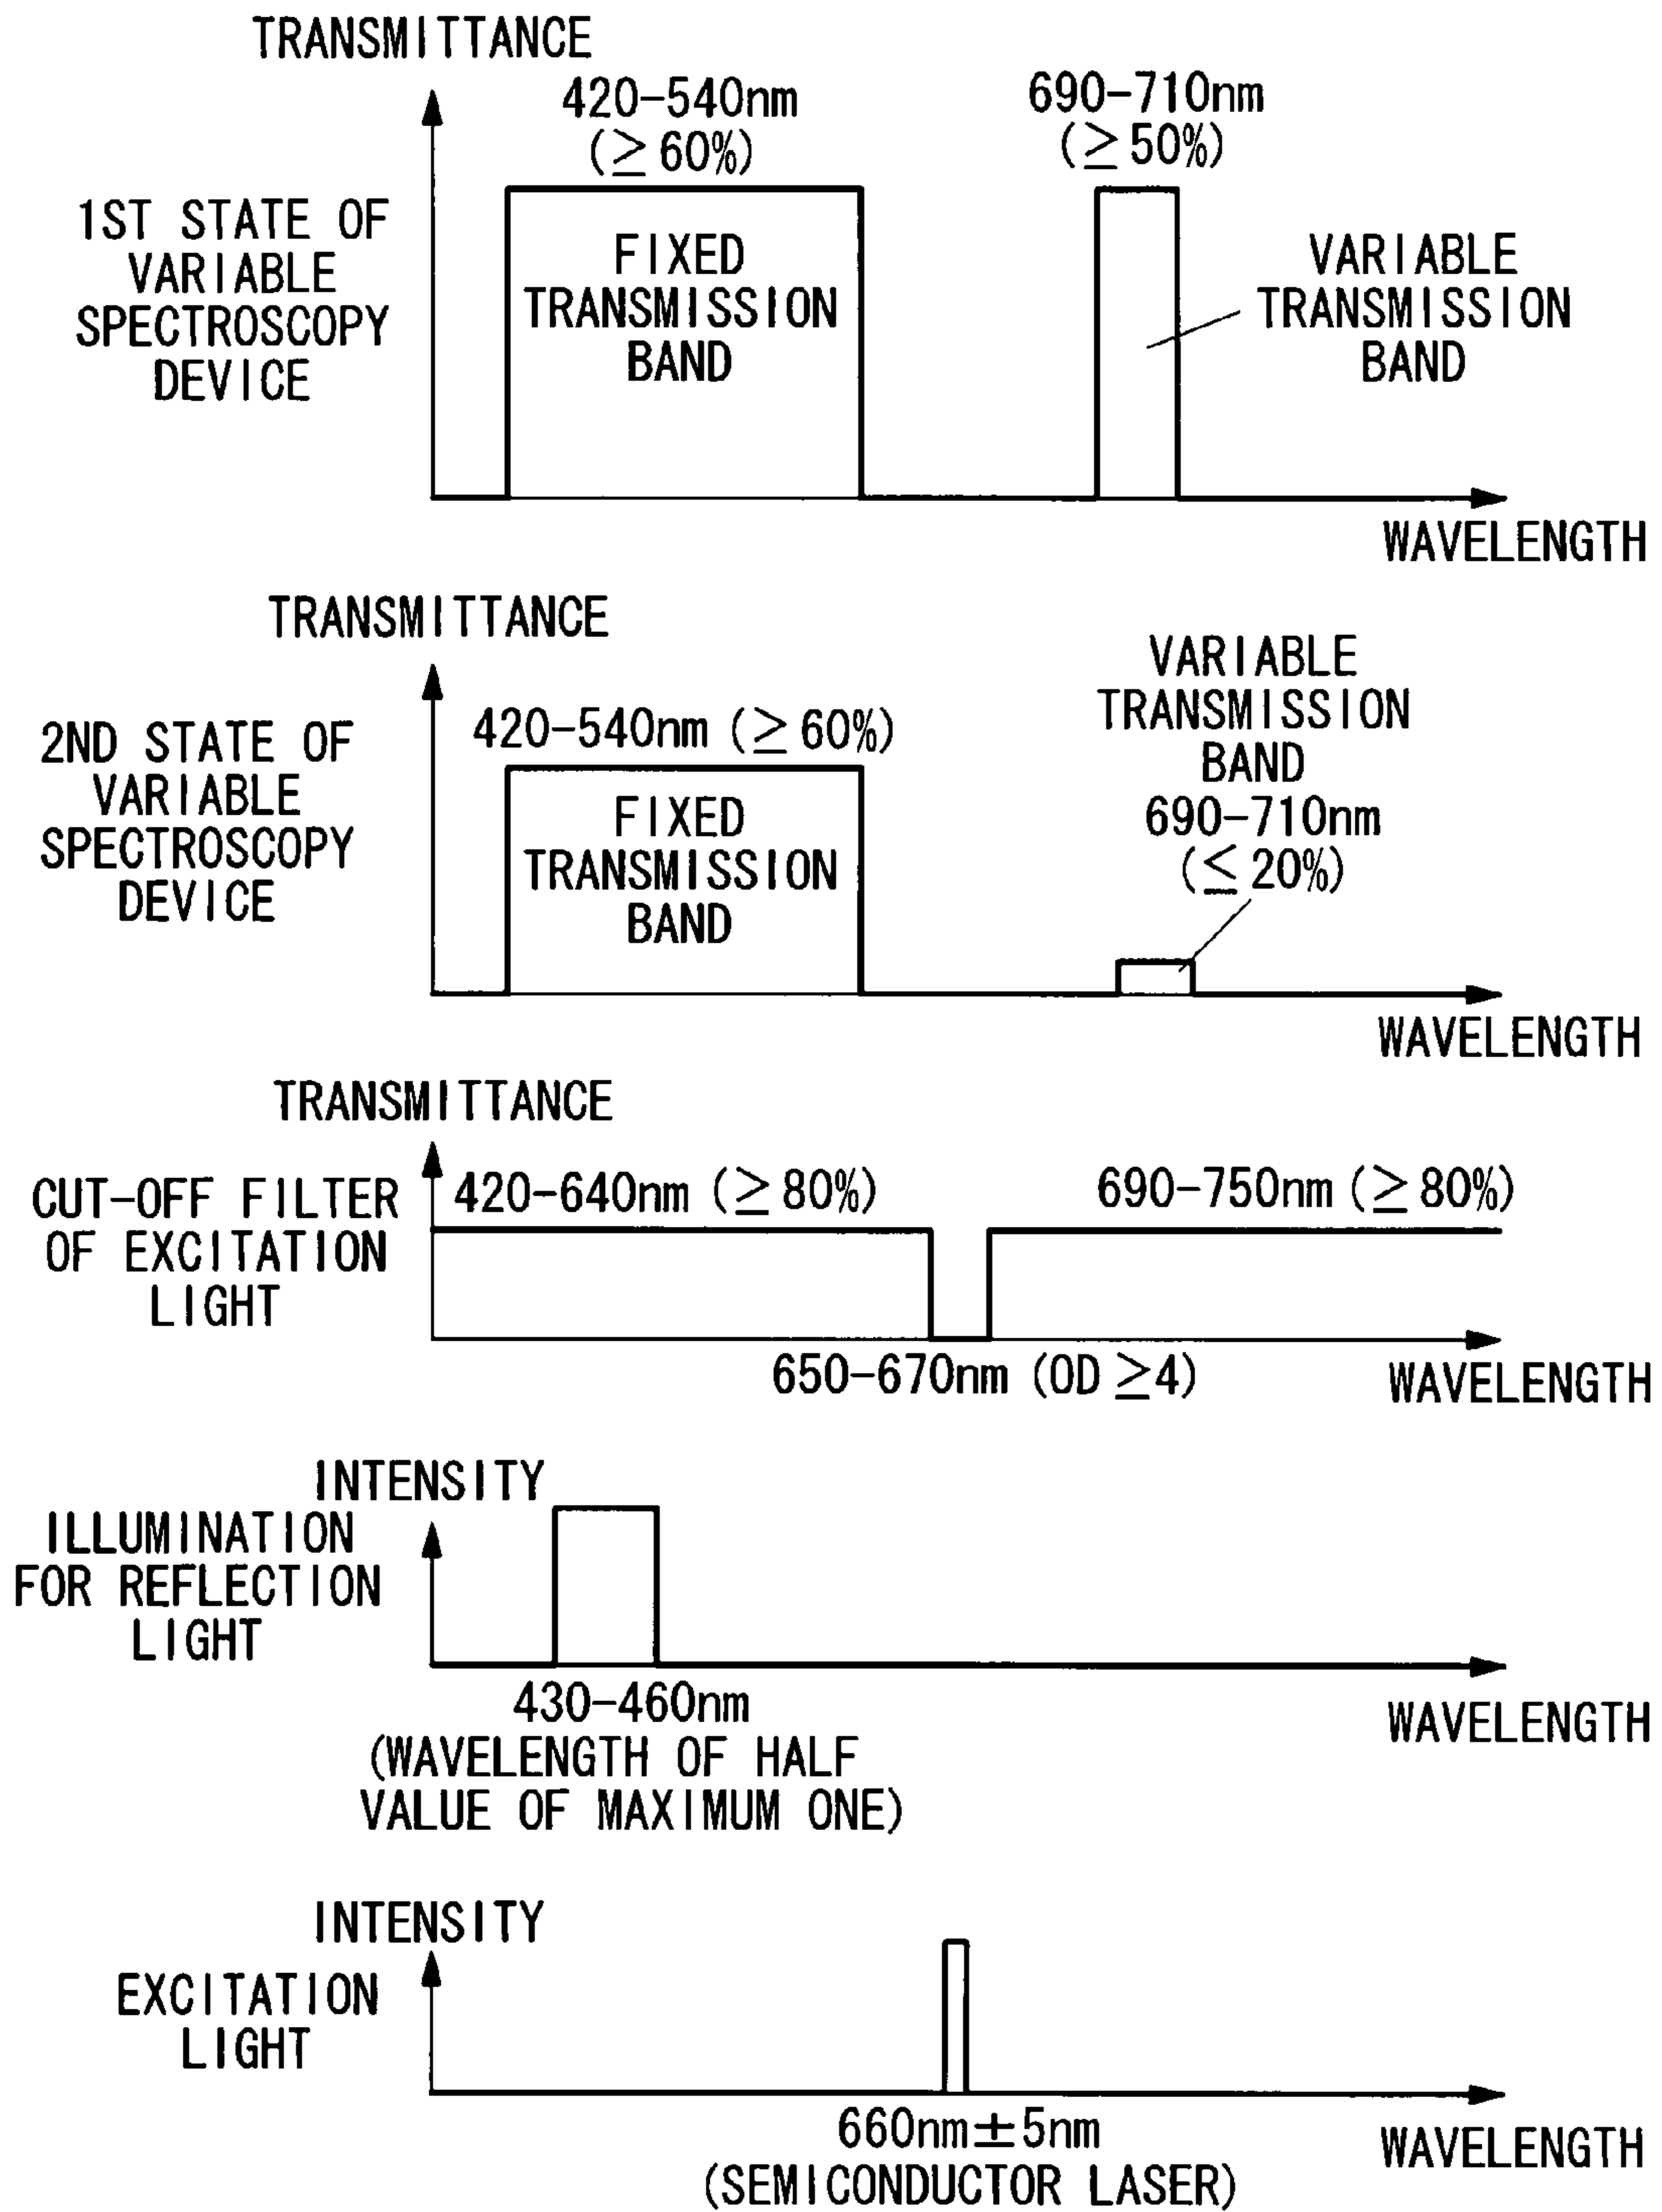 TRANSMITTANCE
420-540nm
(≥60%)
690-710nm
(≥50%)
1ST STATE OF
VARIABLE
SPECTROSCOPY
DEVICE
FIXED
TRANSMISSION
BAND
VARIABLE
TRANSMISSION
BAND
WAVELENGTH
TRANSMITTANCE
2ND STATE OF
VARIABLE
SPECTROSCOPY
DEVICE
420-540nm (≥60%)
FIXED
TRANSMISSION
BAND
VARIABLE
TRANSMISSION
BAND
690-710nm
(≤20%)
WAVELENGTH
TRANSMITTANCE
CUT-OFF FILTER
OF EXCITATION
LIGHT
420-640nm (≥80%)
690-750nm (≥80%)
650-670nm (OD ≥4)
WAVELENGTH
INTENSITY
ILLUMINATION
FOR REFLECTION
LIGHT
430-460nm
(WAVELENGTH OF HALF
VALUE OF MAXIMUM ONE)
WAVELENGTH
INTENSITY
EXCITATION
LIGHT
660nm±5nm
(SEMICONDUCTOR LASER)
WAVELENGTH